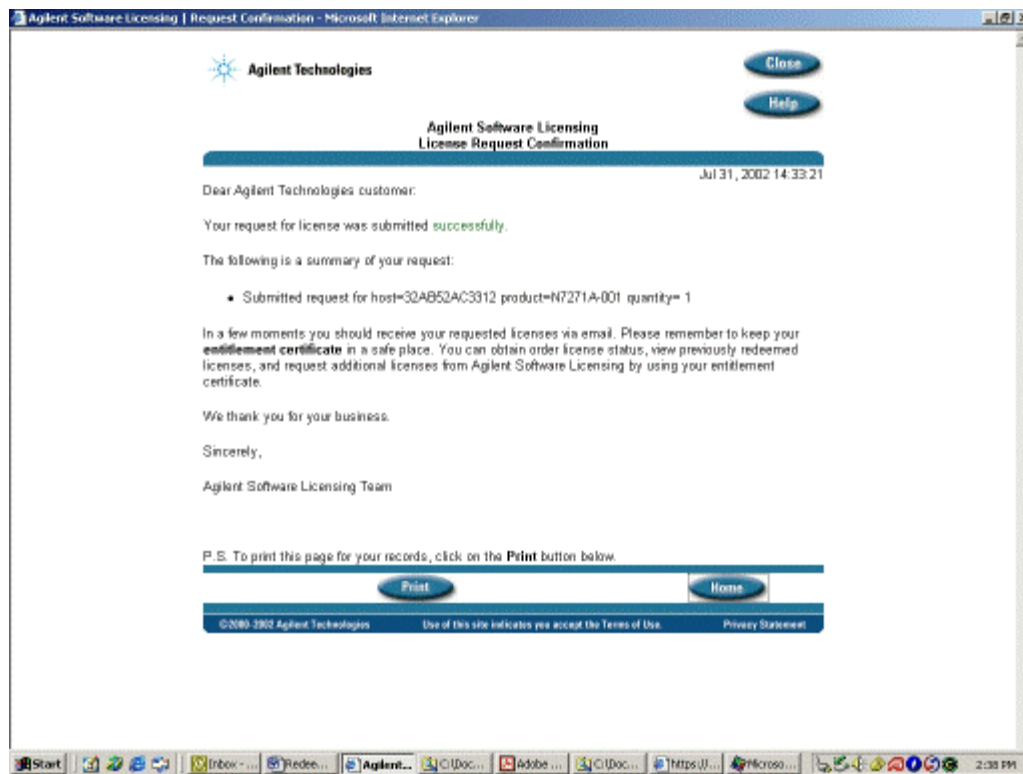 Agilent Software Licensing | Request Confirmation - Microsoft Internet Explorer
Agilent Technologies
Close
Help
Agilent Software Licensing
License Request Confirmation
Jul 31, 2002 14:33:21
Dear Agilent Technologies customer:
Your request for license was submitted successfully.
The following is a summary of your request:
• Submitted request for host=32AB52AC3312 product=N7271A-001 quantity= 1
In a few moments you should receive your requested licenses via email. Please remember to keep your
entitlement certificate in a safe place. You can obtain order license status, view previously redeemed
licenses, and request additional licenses from Agilent Software Licensing by using your entitlement
certificate.
We thank you for your business.
Sincerely,
Agilent Software Licensing Team
P.S. To print this page for your records, click on the Print button below.
Print Home
©2000-2002 Agilent Technologies Use of this site indicates you accept the Terms of Use. Privacy Statement
Start Inbox - ... Redee... Agilent... C:\Doc... Adobe ... C:\Doc... https://... Microso... 2:38 PM